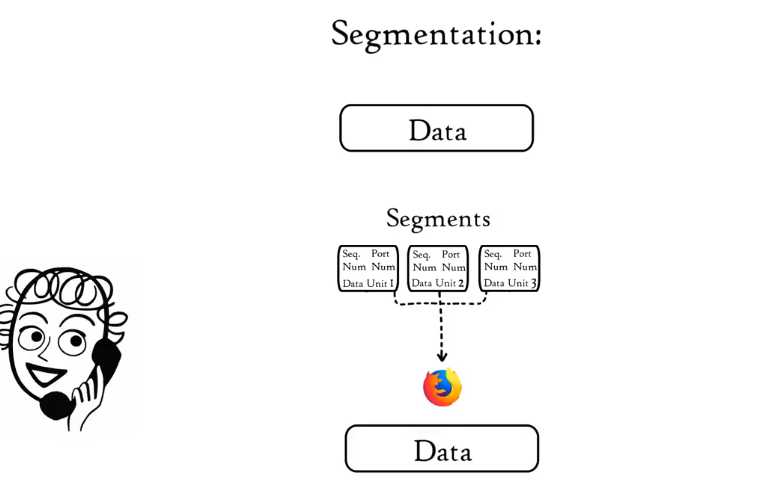 Segmentation:
Data
Segments
Seq. Port
Num Num
Data Unit 1
Seq. Port
Num Num
Data Unit 2
Seq. Port
Num Num
Data Unit 3
Data